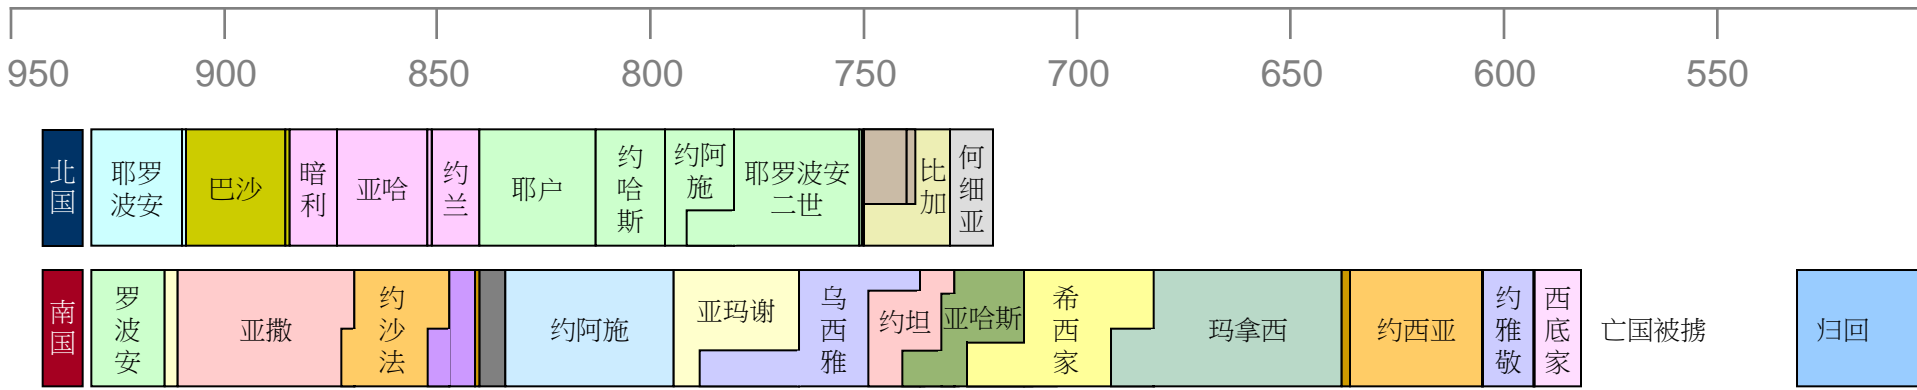 950 900 850 800 750 700 650 600 550
北国
耶罗波安
巴沙
暗利
亚哈
约兰
耶户
约哈斯
约阿施
耶罗波安二世
比加
何细亚
南国
罗波安
亚撒
约沙法
约阿施
亚玛谢
乌西雅
约坦
亚哈斯
希西家
玛拿西
约西亚
约雅敬
西底家
亡国被掳
归回